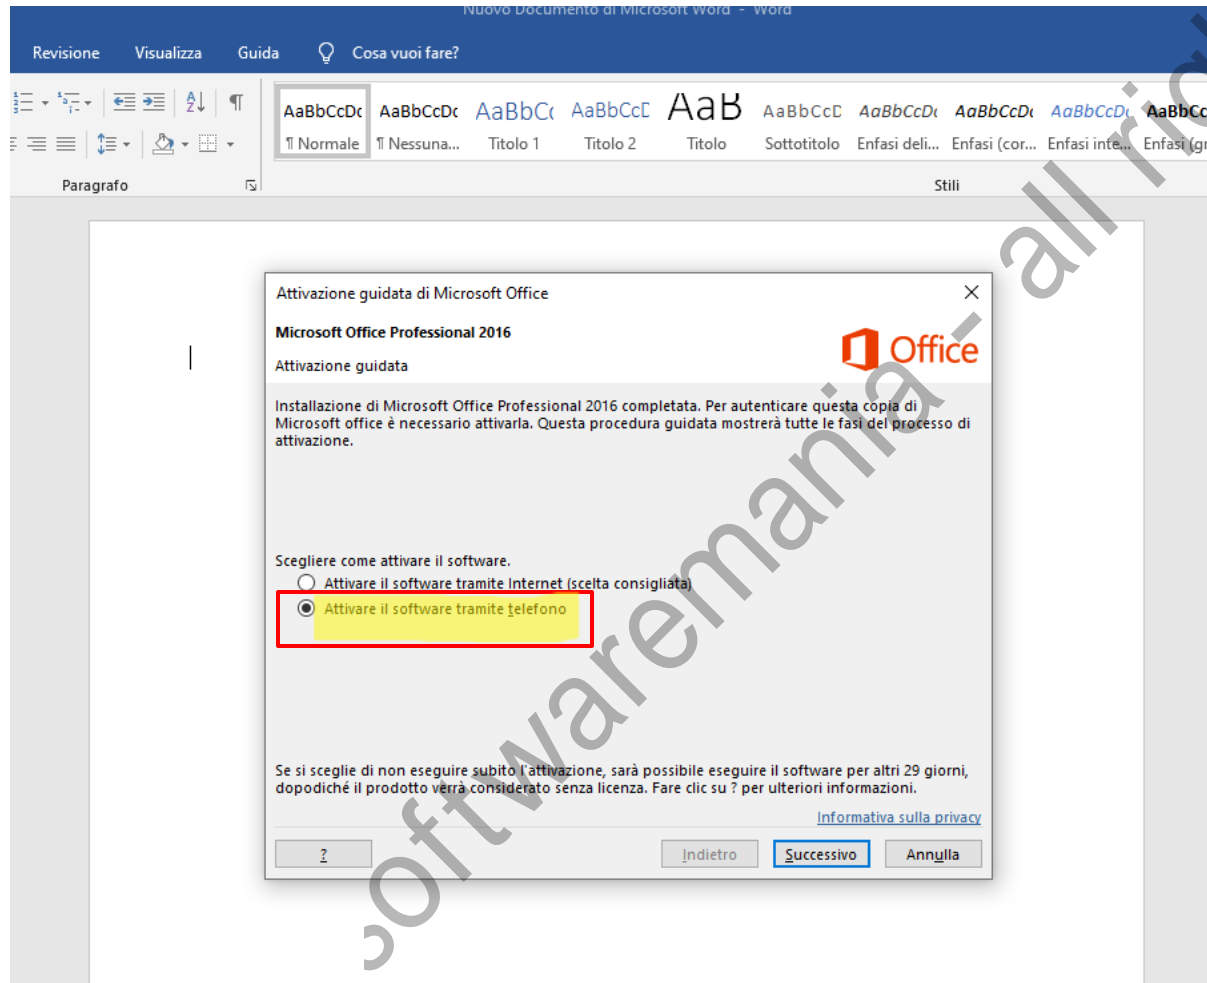 Nuovo Documento di Microsoft Word - Word
Revisione Visualizza Guida Cosa vuoi fare?
AaBbCcDc AaBbCcDc AaBbCc AaBbCcD AaB AaBbCcD AaBbCcDc AaBbCcDc AaBbCcDc AaBbCc
¶ Normale ¶ Nessuna... Titolo 1 Titolo 2 Titolo Sottotitolo Enfasi deli... Enfasi (cor... Enfasi inte... Enfasi (gr
Paragrafo Stili
Attivazione guidata di Microsoft Office
Microsoft Office Professional 2016
Office
Attivazione guidata
Installazione di Microsoft Office Professional 2016 completata. Per autenticare questa copia di
Microsoft office è necessario attivarla. Questa procedura guidata mostrerà tutte le fasi del processo di
attivazione.
Scegliere come attivare il software.
Attivare il software tramite Internet (scelta consigliata)
Attivare il software tramite telefono
Se si sceglie di non eseguire subito l'attivazione, sarà possibile eseguire il software per altri 29 giorni,
dopodiché il prodotto verrà considerato senza licenza. Fare clic su ? per ulteriori informazioni.
Informativa sulla privacy
? Indietro Successivo Annulla
softwaremania - all rig